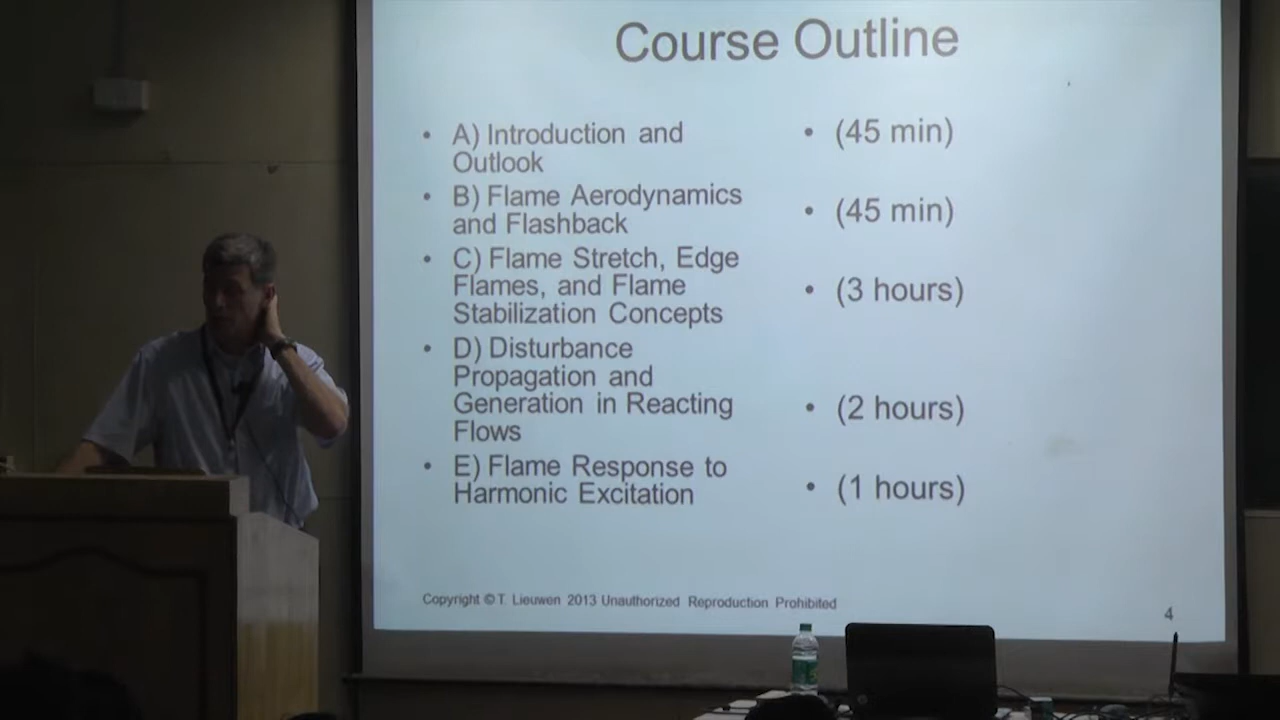 Course Outline
• A) Introduction and
Outlook
• (45 min)
• B) Flame Aerodynamics
and Flashback
• (45 min)
• C) Flame Stretch, Edge
Flames, and Flame
Stabilization Concepts
• (3 hours)
• D) Disturbance
Propagation and
Generation in Reacting
Flows
• (2 hours)
• E) Flame Response to
Harmonic Excitation
• (1 hours)
Copyright © T. Lieuwen 2013 Unauthorized Reproduction Prohibited
4